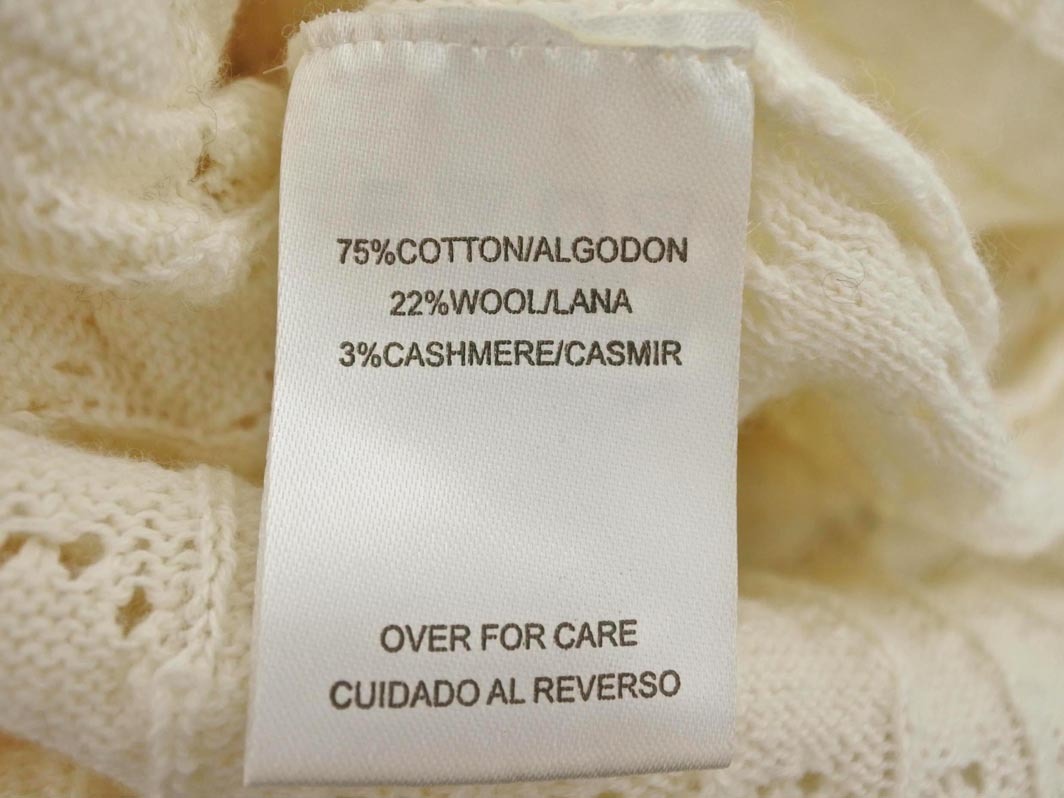 75%COTTON/ALGODON
22%WOOL/LANA
3%CASHMERE/CASMIR
OVER FOR CARE
CUIDADO AL REVERSO